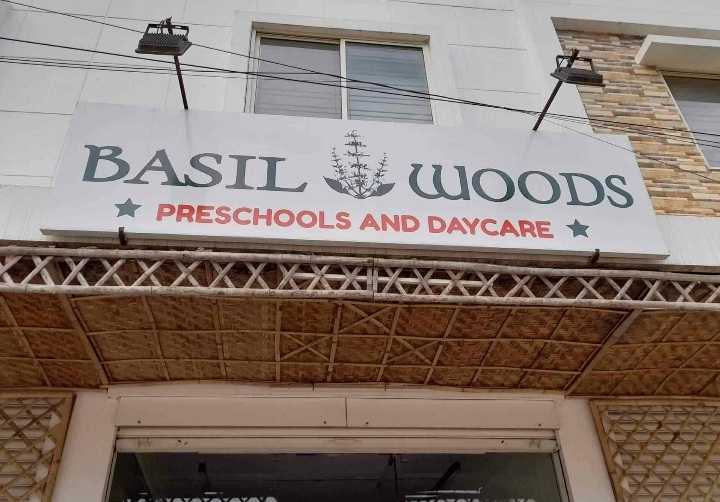 BASIL WOODS
PRESCHOOLS AND DAYCARE